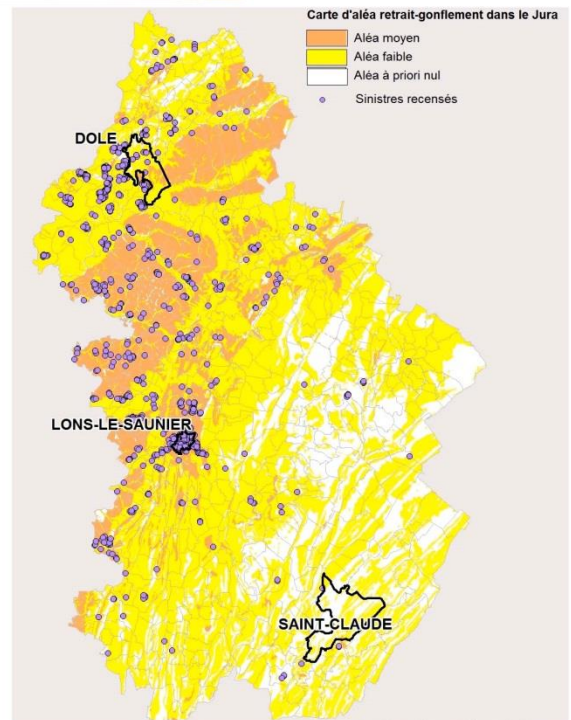 Carte d'aléa retrait-gonflement dans le Jura
Aléa moyen
Aléa faible
Aléa à priori nul
Sinistres recensés
DOLE
LONS-LE-SAUNIER
SAINT-CLAUDE